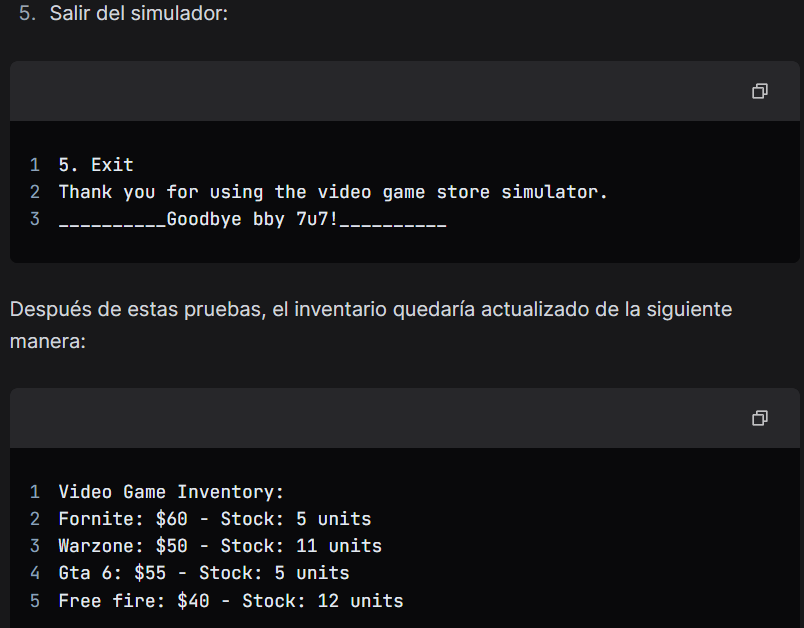 5. Salir del simulador:
1 5. Exit
2 Thank you for using the video game store simulator.
3 __________Goodbye bby 7u7!__________
Después de estas pruebas, el inventario quedaría actualizado de la siguiente
manera:
1 Video Game Inventory:
2 Fornite: $60 - Stock: 5 units
3 Warzone: $50 - Stock: 11 units
4 Gta 6: $55 - Stock: 5 units
5 Free fire: $40 - Stock: 12 units